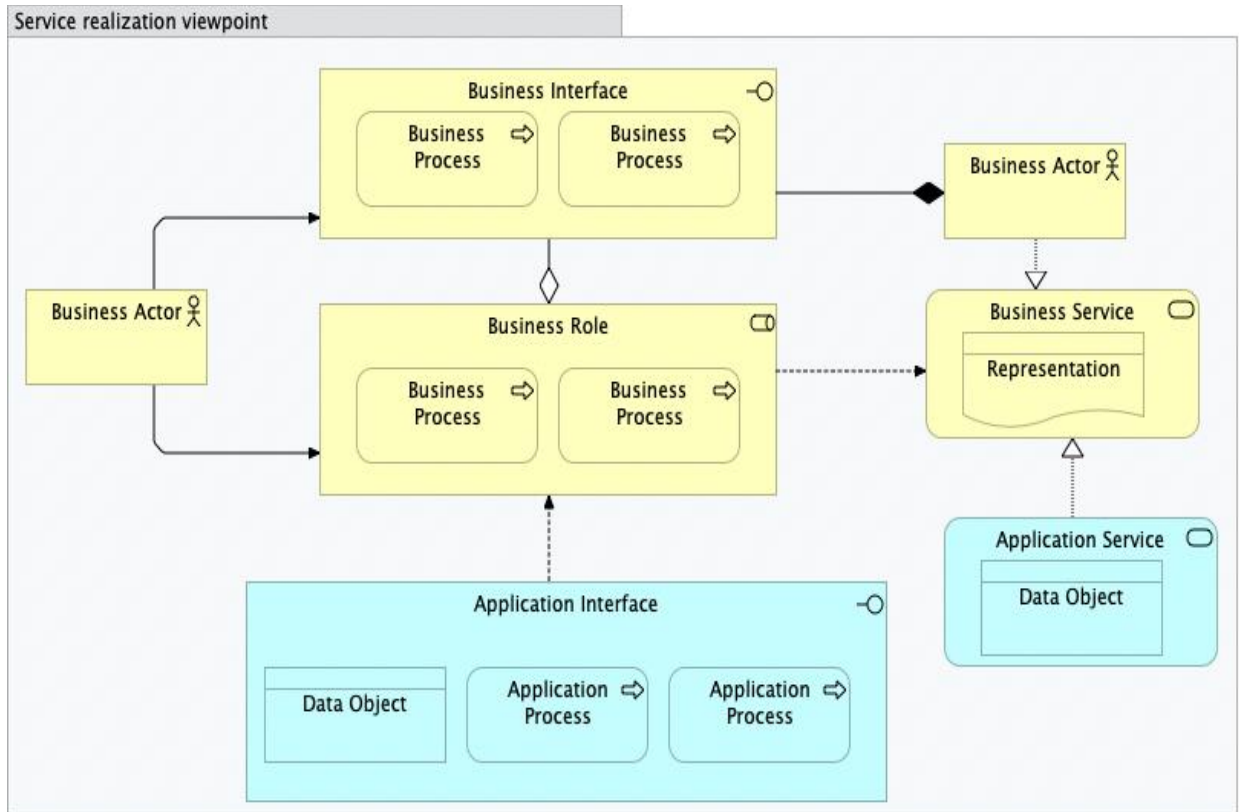 Service realization viewpoint
Business Interface
Business
Process
Business
Process
Business Actor
Business Actor
Business Role
Business
Process
Business
Process
Business Service
Representation
Application Service
Data Object
Application Interface
Data Object
Application
Process
Application
Process